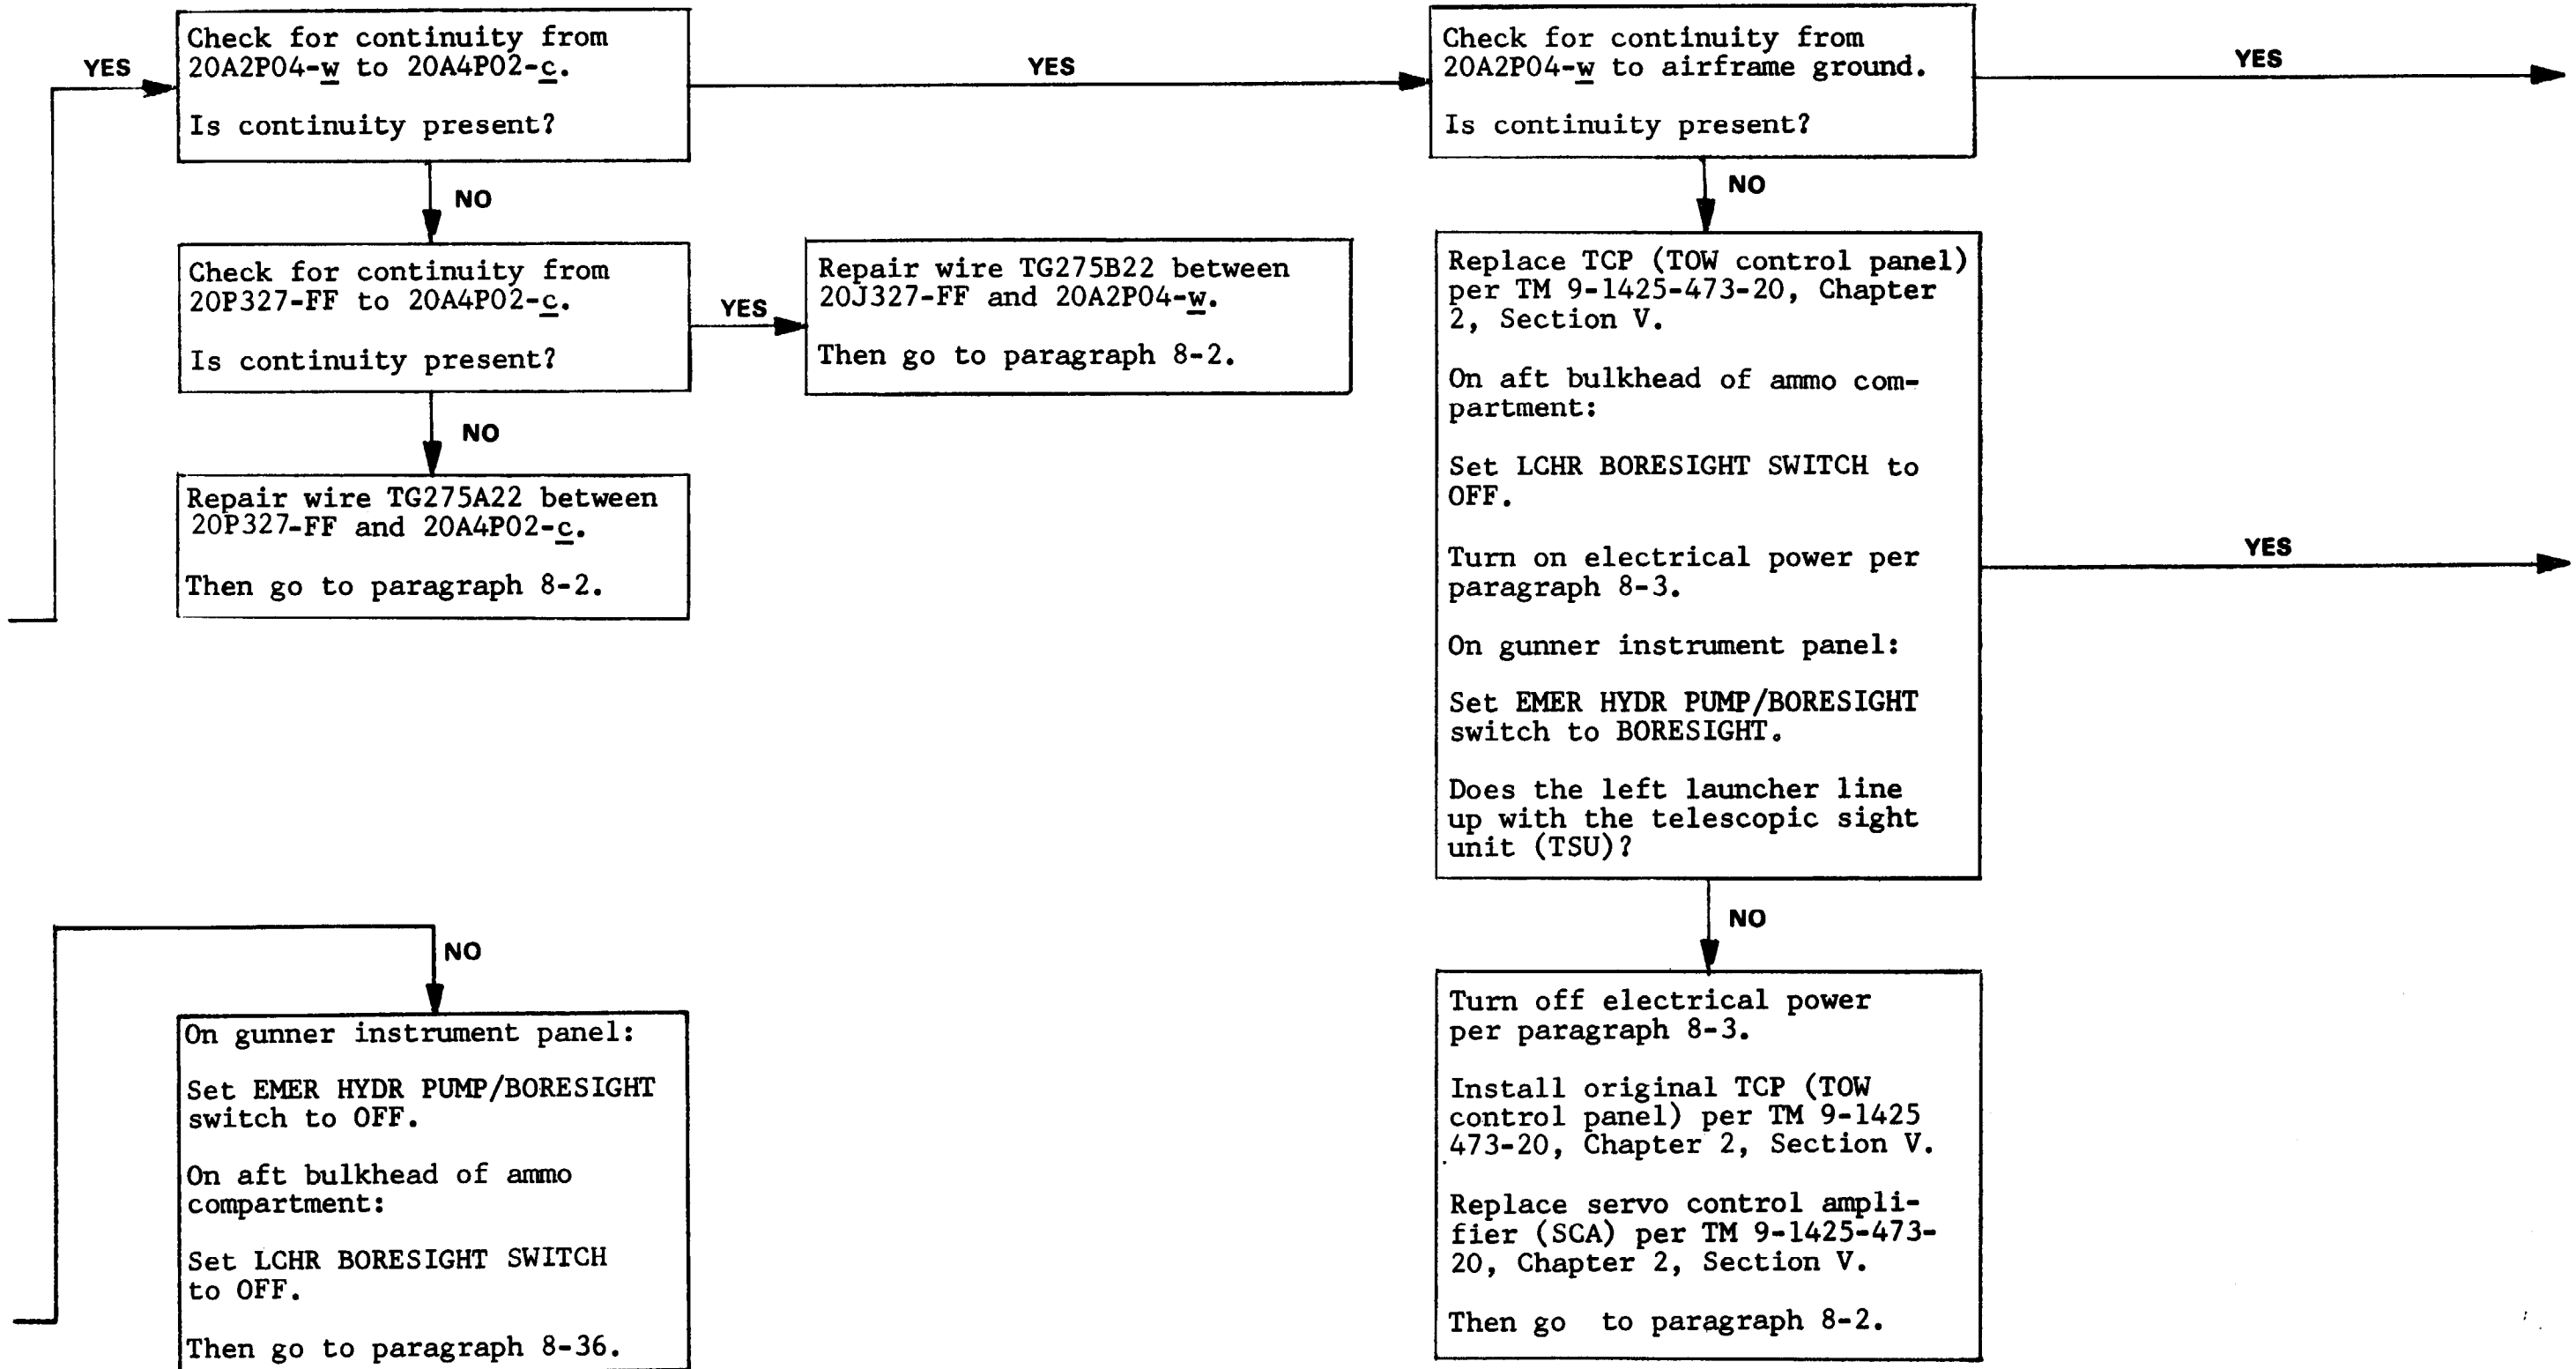 YES
Check for continuity from
20A2P04-w to 20A4P02-c.
Is continuity present?
YES
Check for continuity from
20A2P04-w to airframe ground.
Is continuity present?
YES
NO
NO
Check for continuity from
20P327-FF to 20A4P02-c.
Is continuity present?
YES
Repair wire TG275B22 between
20J327-FF and 20A2P04-w.
Then go to paragraph 8-2.
NO
Repair wire TG275A22 between
20P327-FF and 20A4P02-c.
Then go to paragraph 8-2.
Replace TCP (TOW control panel)
per TM 9-1425-473-20, Chapter
2, Section V.
On aft bulkhead of ammo com-
partment:
Set LCHR BORESIGHT SWITCH to
OFF.
Turn on electrical power per
paragraph 8-3.
On gunner instrument panel:
Set EMER HYDR PUMP/BORESIGHT
switch to BORESIGHT.
Does the left launcher line
up with the telescopic sight
unit (TSU)?
YES
NO
NO
On gunner instrument panel:
Set EMER HYDR PUMP/BORESIGHT
switch to OFF.
On aft bulkhead of ammo
compartment:
Set LCHR BORESIGHT SWITCH
to OFF.
Then go to paragraph 8-36.
Turn off electrical power
per paragraph 8-3.
Install original TCP (TOW
control panel) per TM 9-1425
473-20, Chapter 2, Section V.
Replace servo control ampli-
fier (SCA) per TM 9-1425-473-
20, Chapter 2, Section V.
Then go to paragraph 8-2.